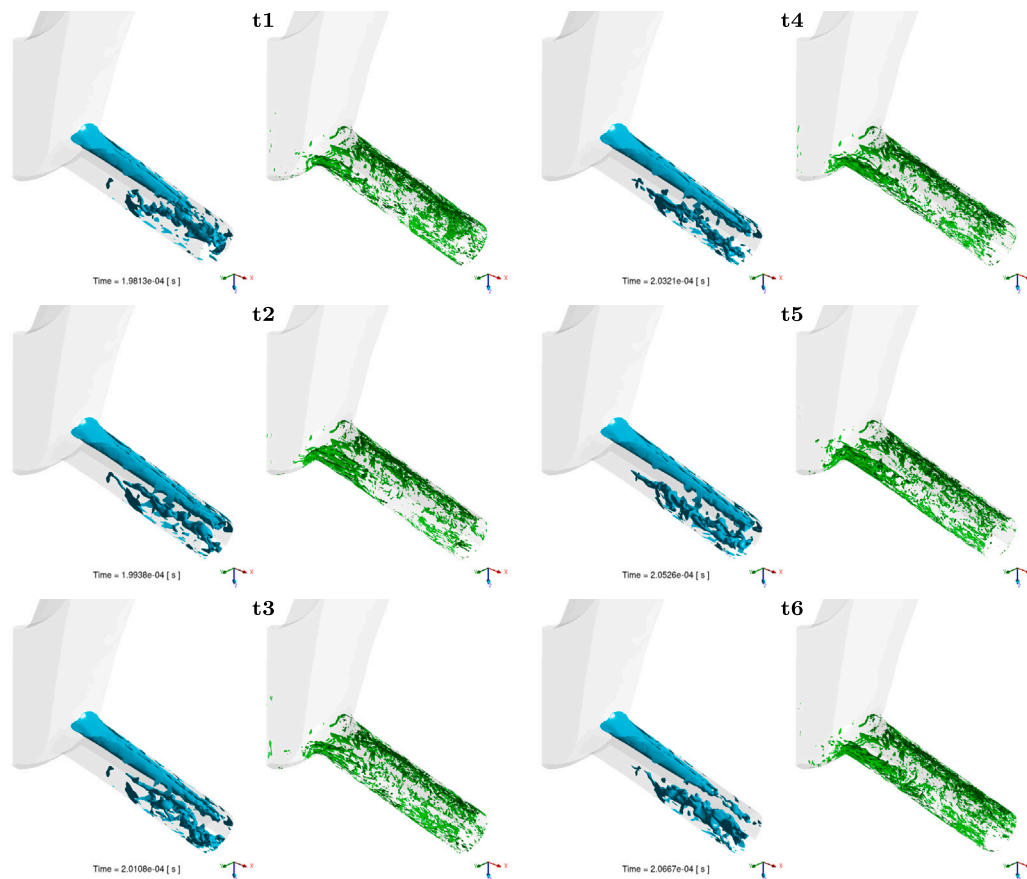 t1
t4
Time = 1.9813e-04 [ s ]
Y X Z
Y X Z
Time = 2.0321e-04 [ s ]
Y X Z
Y X Z
t2
t5
Time = 1.9938e-04 [ s ]
Y X Z
Y X Z
Time = 2.0526e-04 [ s ]
Y X Z
Y X Z
t3
t6
Time = 2.0108e-04 [ s ]
Y X Z
Y X Z
Time = 2.0667e-04 [ s ]
Y X Z
Y X Z